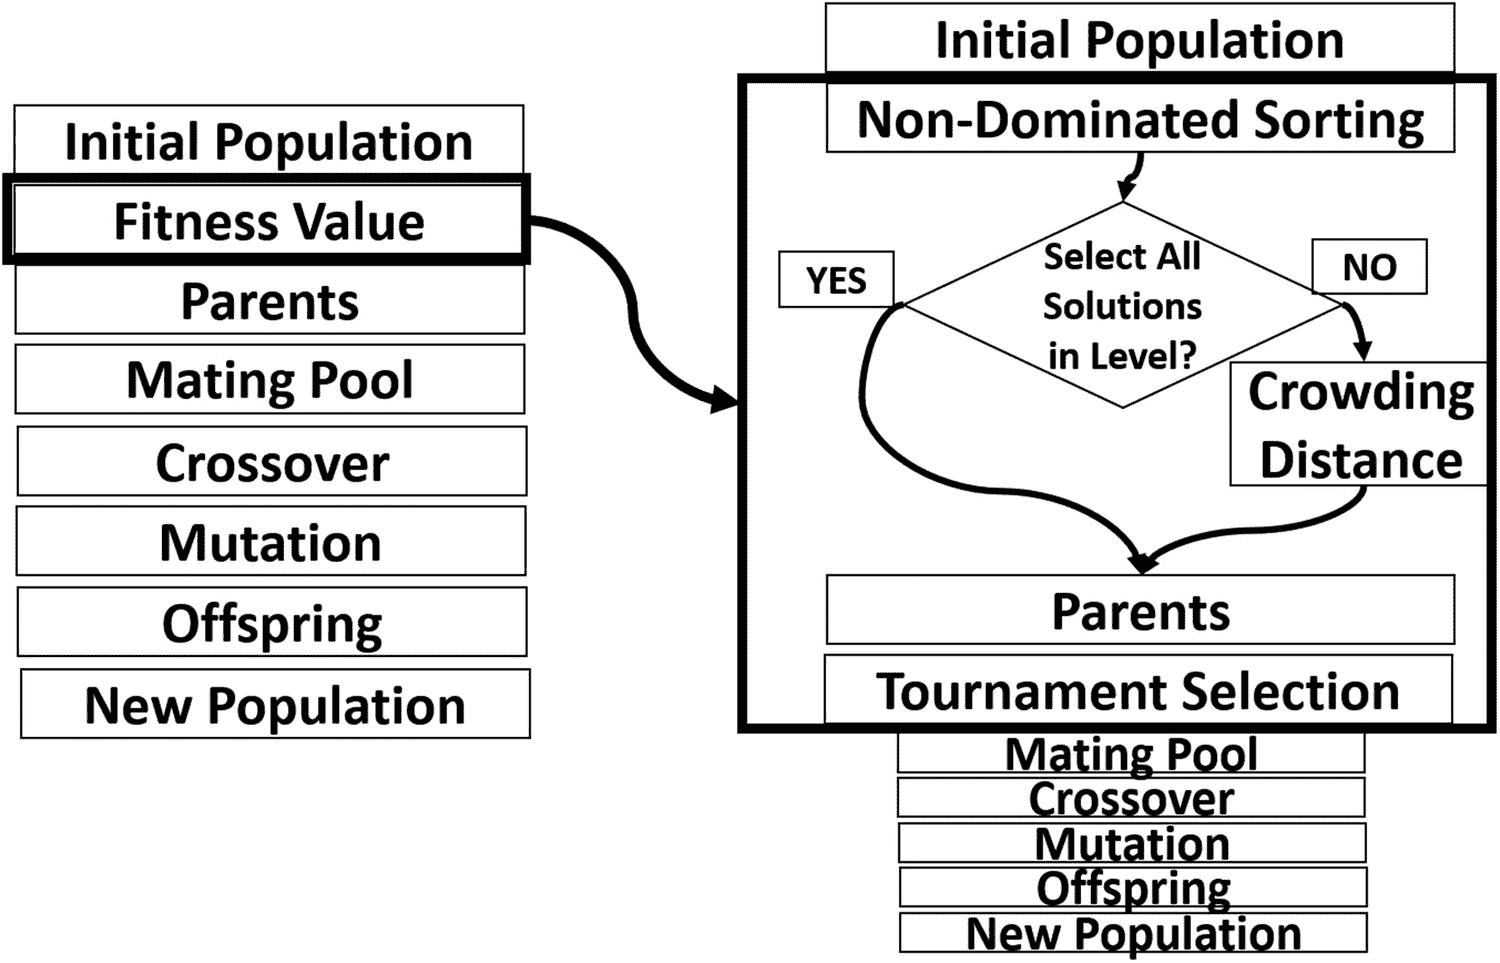 Initial Population
Fitness Value
Parents
Mating Pool
Crossover
Mutation
Offspring
New Population
Initial Population
Non-Dominated Sorting
Select All
Solutions
in Level?
YES
NO
Crowding
Distance
Parents
Tournament Selection
Mating Pool
Crossover
Mutation
Offspring
New Population